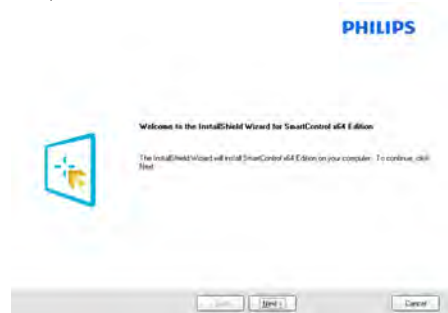 PHILIPS
Welcome to the InstallShield Wizard for SmartControl x64 Edition
The InstallShield Wizard will install SmartControl x64 Edition on your computer. To continue, click
Next
Next >
Cancel